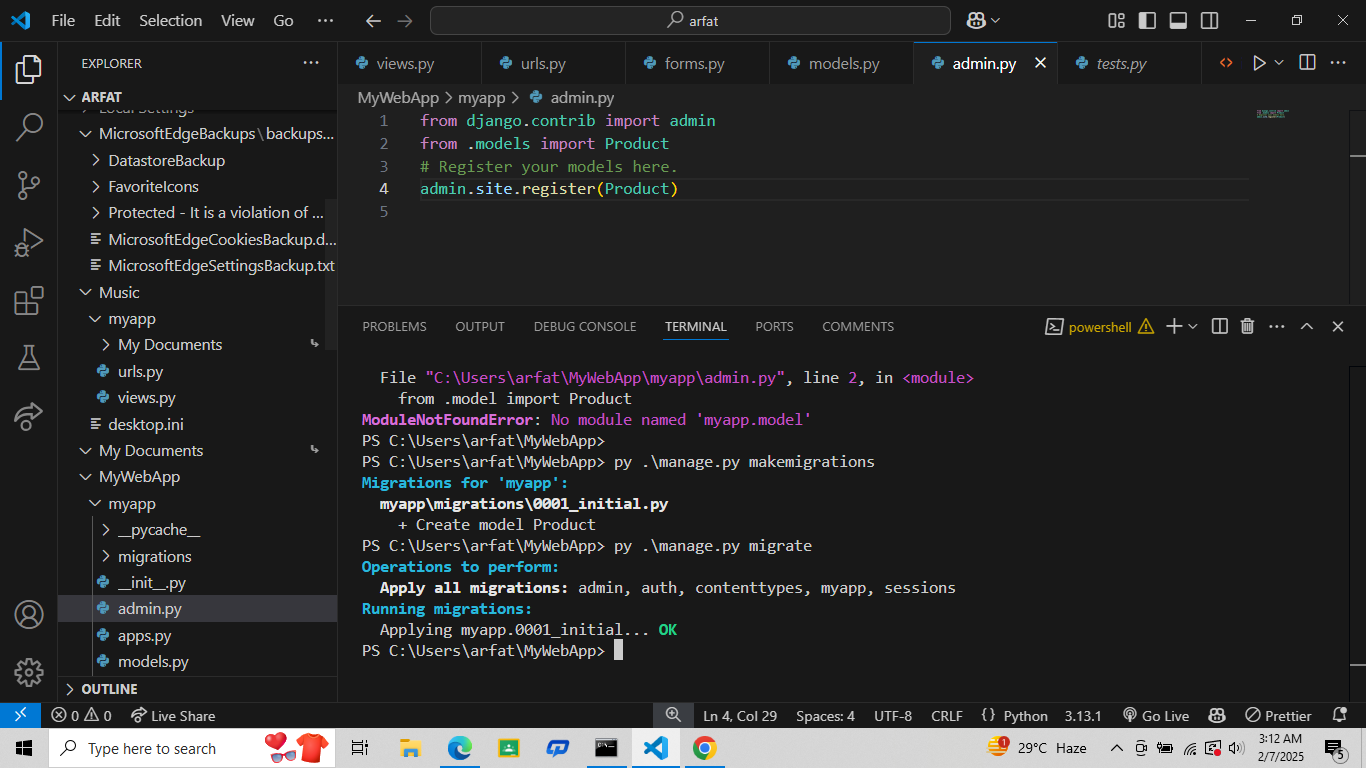 File Edit Selection View Go ··· arfat
EXPLORER ···
ARFAT
Local Settings
MicrosoftEdgeBackups\backups...
DatastoreBackup
FavoriteIcons
Protected - It is a violation of ...
MicrosoftEdgeCookiesBackup.d...
MicrosoftEdgeSettingsBackup.txt
Music
myapp
My Documents
urls.py
views.py
desktop.ini
My Documents
MyWebApp
myapp
__pycache__
migrations
__init__.py
admin.py
apps.py
models.py
OUTLINE
views.py urls.py forms.py models.py admin.py tests.py
MyWebApp > myapp > admin.py
1 from django.contrib import admin
2 from .models import Product
3 # Register your models here.
4 admin.site.register(Product)
5
PROBLEMS OUTPUT DEBUG CONSOLE TERMINAL PORTS COMMENTS powershell
File "C:\Users\arfat\MyWebApp\myapp\admin.py", line 2, in <module>
from .model import Product
ModuleNotFoundError: No module named 'myapp.model'
PS C:\Users\arfat\MyWebApp>
PS C:\Users\arfat\MyWebApp> py .\manage.py makemigrations
Migrations for 'myapp':
myapp\migrations\0001_initial.py
+ Create model Product
PS C:\Users\arfat\MyWebApp> py .\manage.py migrate
Operations to perform:
Apply all migrations: admin, auth, contenttypes, myapp, sessions
Running migrations:
Applying myapp.0001_initial... OK
PS C:\Users\arfat\MyWebApp>
0 0 Live Share Ln 4, Col 29 Spaces: 4 UTF-8 CRLF {} Python 3.13.1 Go Live Prettier
Type here to search 1 29°C Haze 3:12 AM
2/7/2025 5